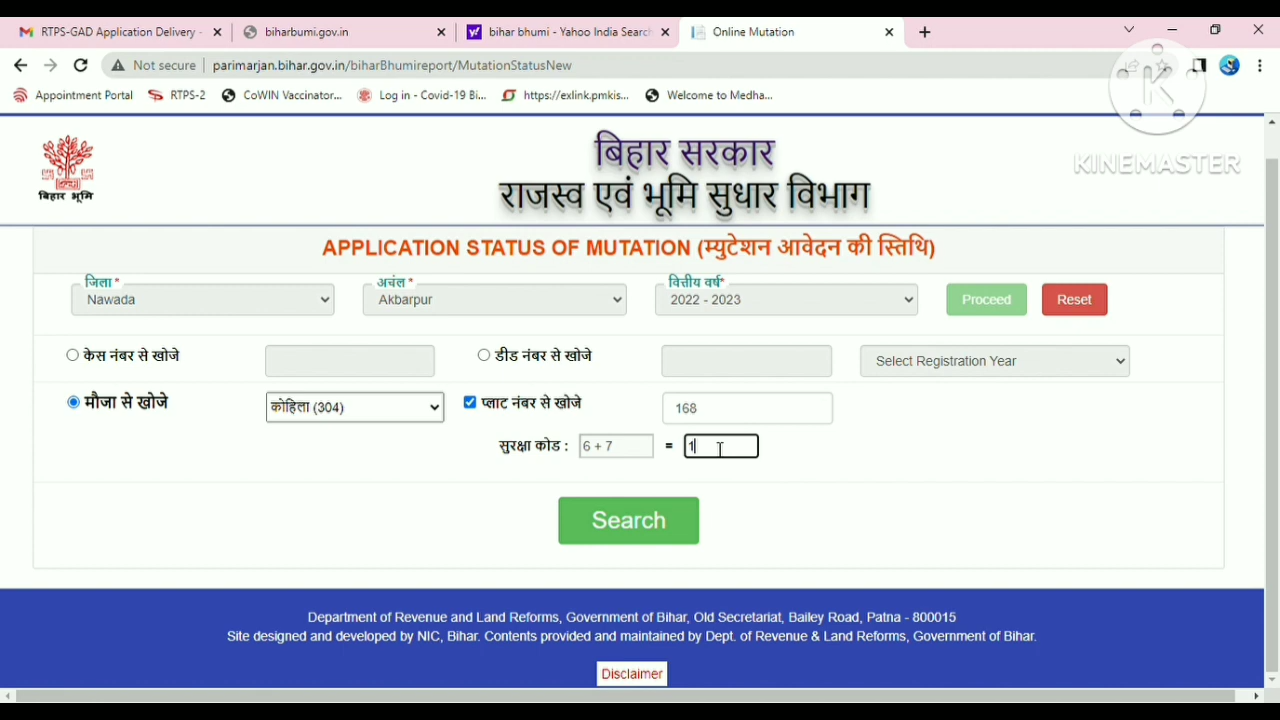 RTPS-GAD Application Delivery -
biharbumi.gov.in
bihar bhumi - Yahoo India Search
Online Mutation
Not secure | parimarjan.bihar.gov.in/biharBhumireport/MutationStatusNew
Appointment Portal RTPS-2 CoWIN Vaccinator... Log in - Covid-19 Bi... https://exlink.pmkis... Welcome to Medha...
KINEMASTER
बिहार भूमि
बिहार सरकार
राजस्व एवं भूमि सुधार विभाग
APPLICATION STATUS OF MUTATION (म्युटेशन आवेदन की स्तिथि)
जिला * अचंल * वित्तीय वर्ष*
Nawada Akbarpur 2022 - 2023 Proceed Reset
केस नंबर से खोजे डीड नंबर से खोजे Select Registration Year
मौजा से खोजे कोहिला (304) प्लाट नंबर से खोजे 168
सुरक्षा कोड : 6 + 7 = 1
Search
Department of Revenue and Land Reforms, Government of Bihar, Old Secretariat, Bailey Road, Patna - 800015
Site designed and developed by NIC, Bihar. Contents provided and maintained by Dept. of Revenue & Land Reforms, Government of Bihar.
Disclaimer